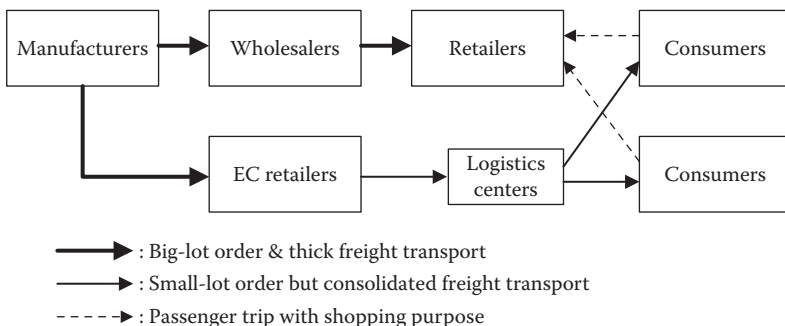 Manufacturers
Wholesalers
Retailers
Consumers
EC retailers
Logistics
centers
Consumers
: Big-lot order & thick freight transport
: Small-lot order but consolidated freight transport
: Passenger trip with shopping purpose